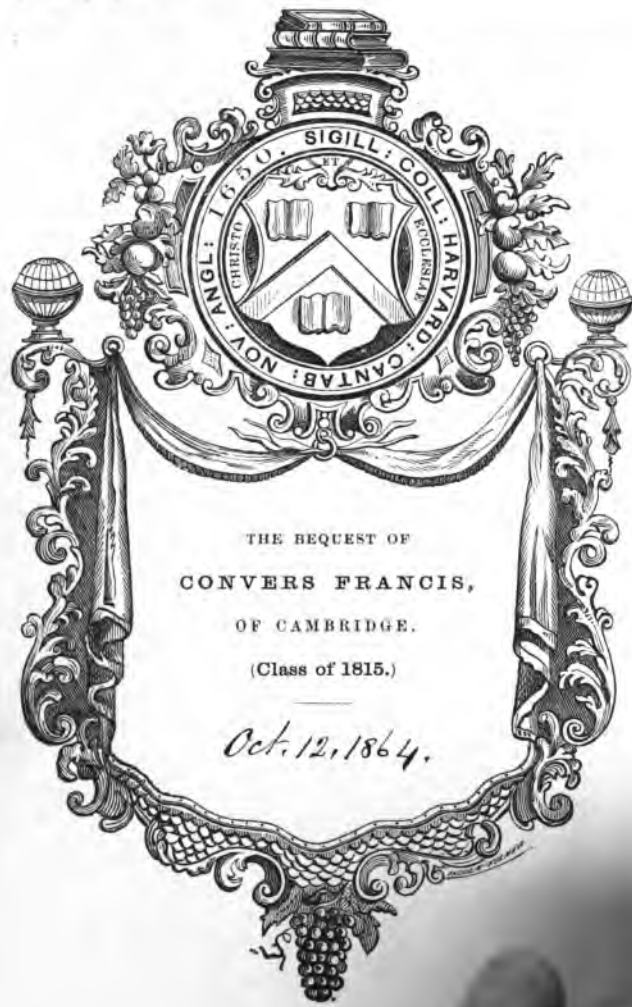 SIGILL: COLL: HARVARD: CANTAB: NOV: ANGL: 1650.
CHRISTO ET ECCLESIAE
THE BEQUEST OF
CONVERS FRANCIS,
OF CAMBRIDGE.
(Class of 1815.)
Oct. 12, 1864.